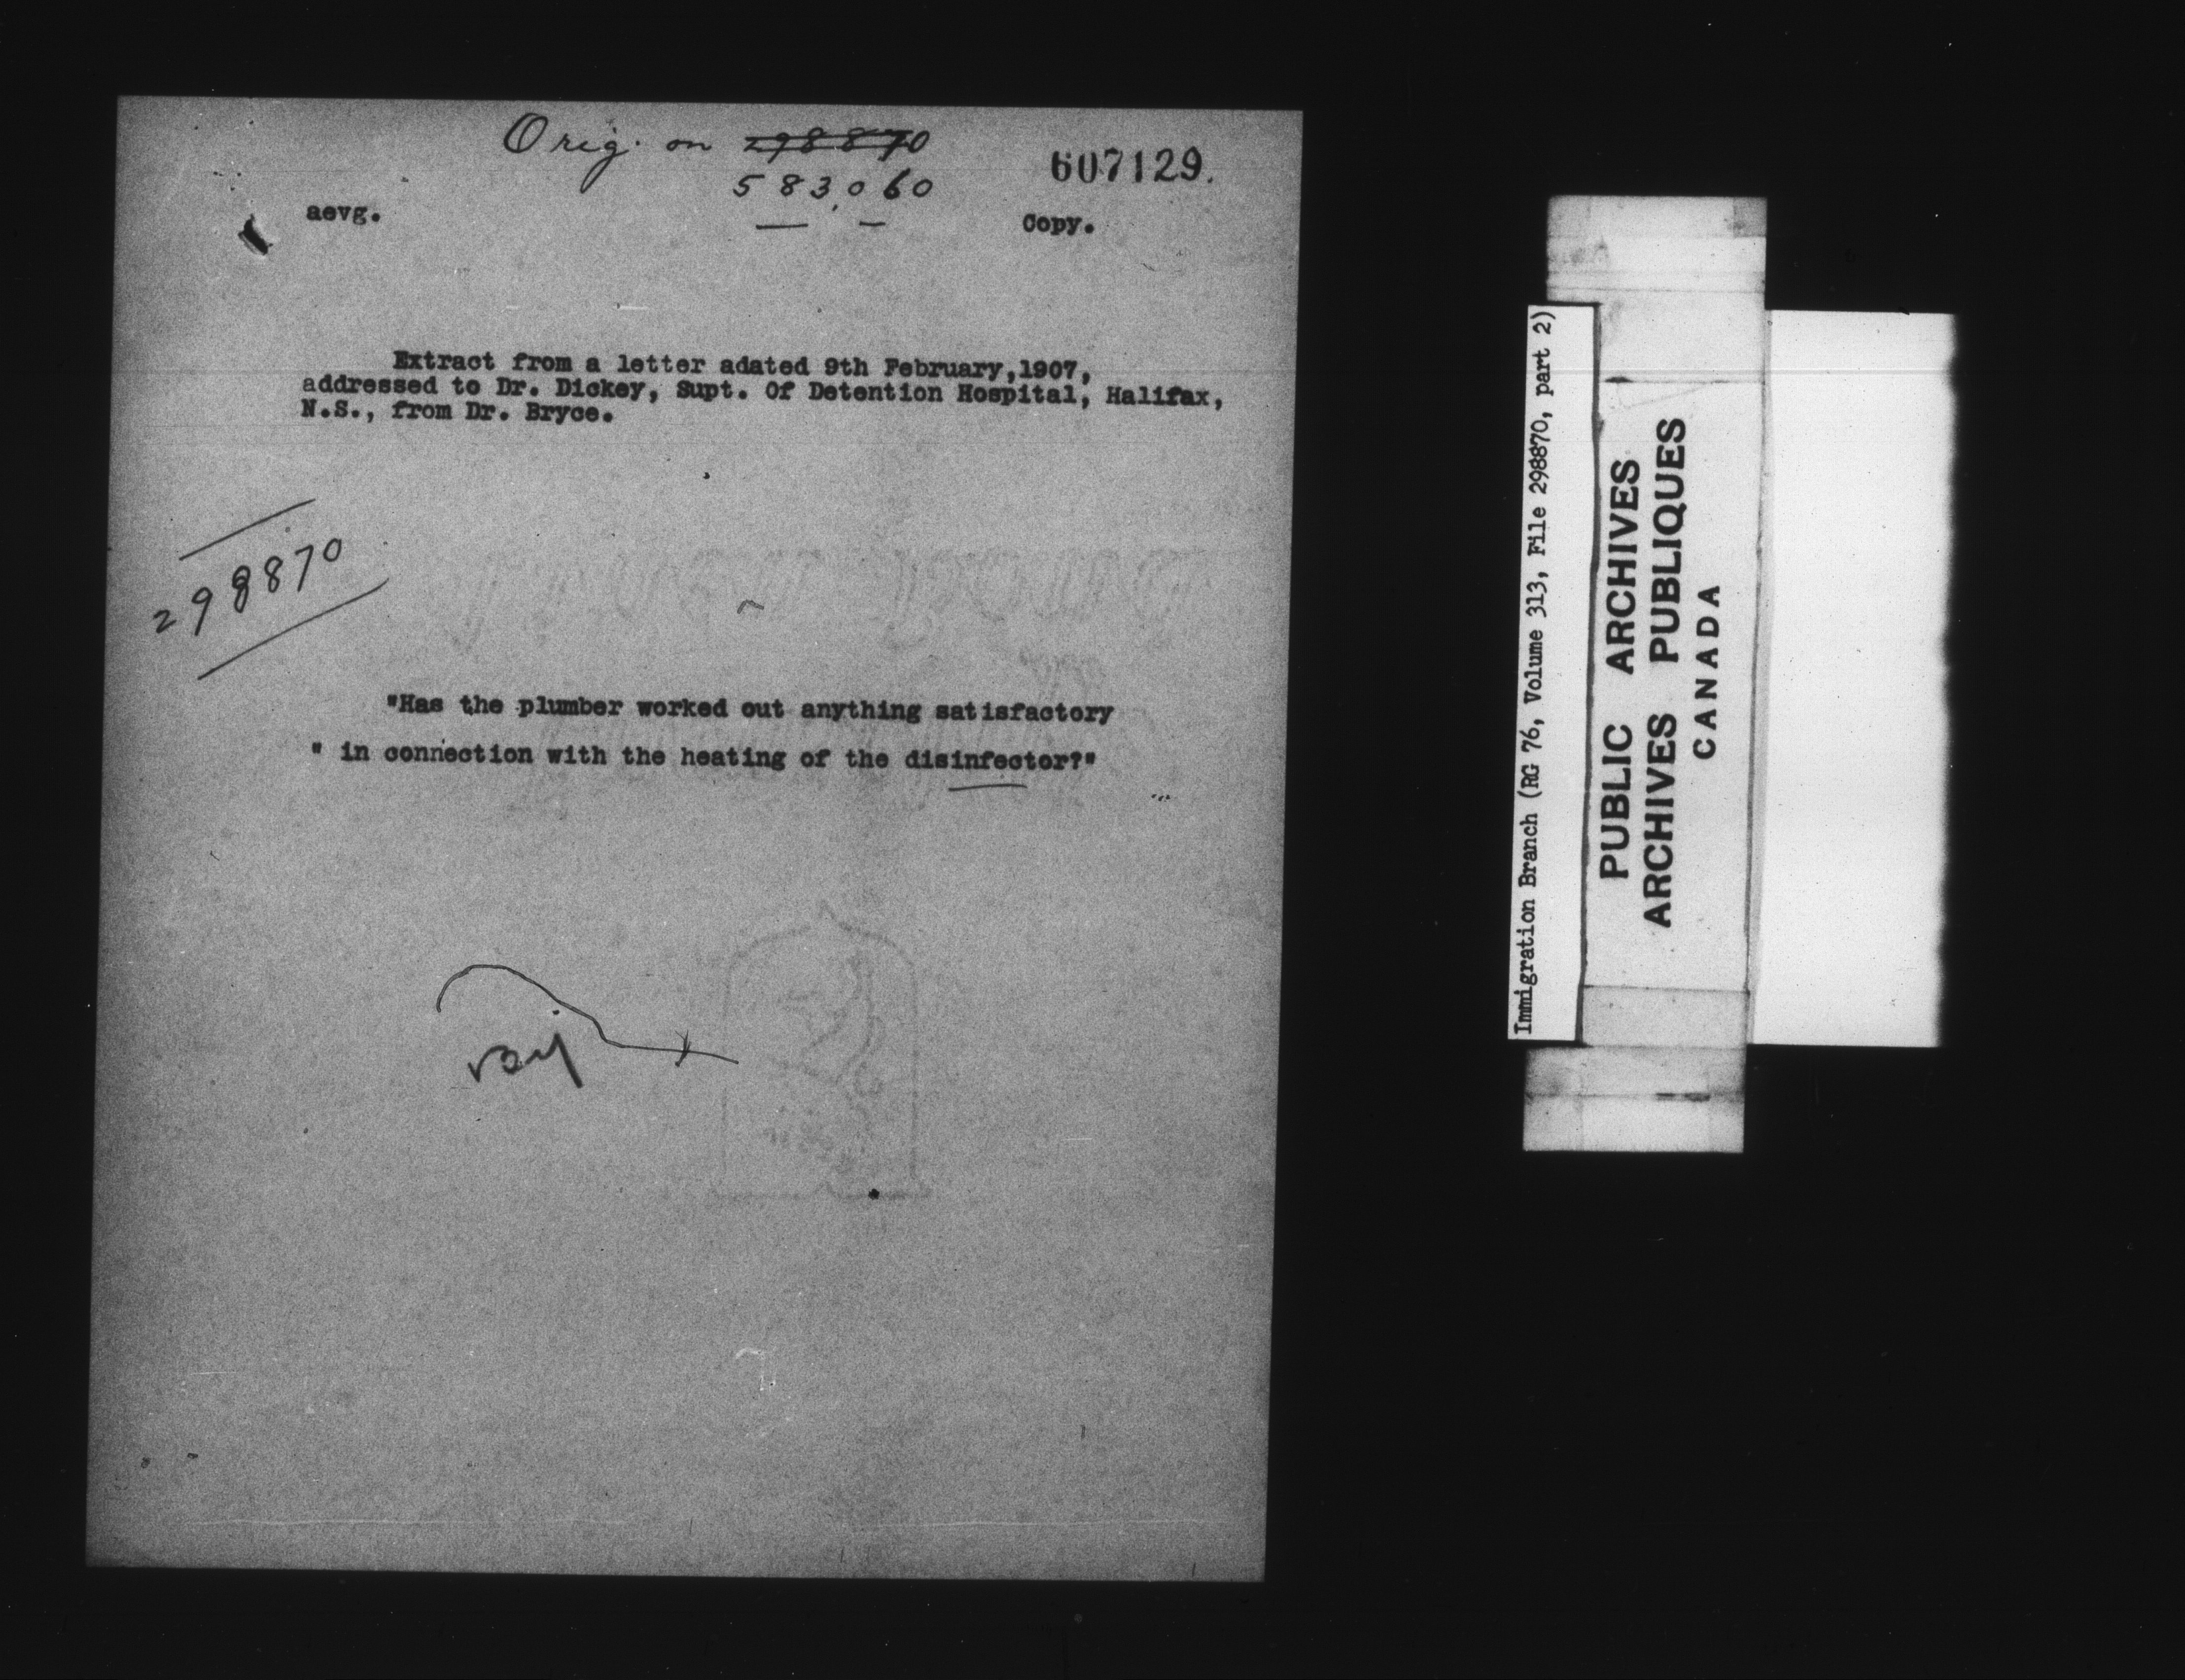 Orig. on 298870
583,060
607129.
aevg.
Copy.
Extract from a letter adated 9th February,1907,
addressed to Dr. Dickey, Supt. Of Detention Hospital, Halifax,
N.S., from Dr. Bryce.
298870
"Has the plumber worked out anything satisfactory
" in connection with the heating of the disinfector?"
Immigration Branch (RG 76, Volume 313, File 298870, part 2)
PUBLIC ARCHIVES
ARCHIVES PUBLIQUES
CANADA